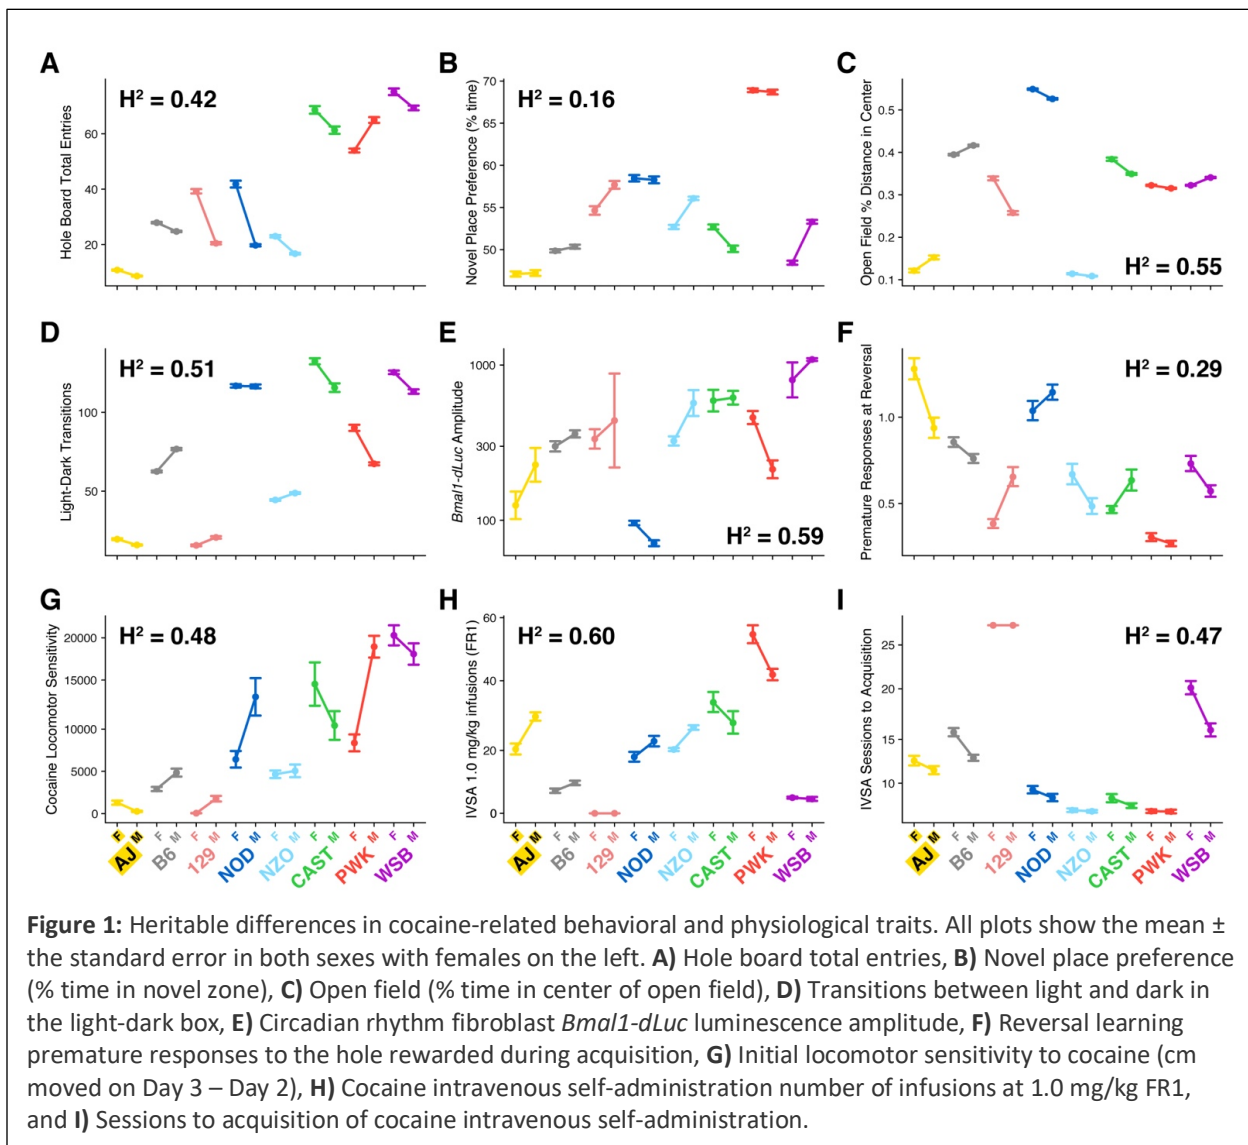 A
H² = 0.42
Hole Board Total Entries
60
40
20
B
H² = 0.16
Novel Place Preference (% time)
70
65
60
55
50
C
Open Field % Distance in Center
0.5
0.4
0.3
0.2
0.1
H² = 0.55
D
H² = 0.51
Light-Dark Transitions
100
50
E
Bmal1-dLuc Amplitude
1000
300
100
H² = 0.59
F
H² = 0.29
Premature Responses at Reversal
1.0
0.5
G
H² = 0.48
Cocaine Locomotor Sensitivity
20000
15000
10000
5000
0
F M F M F M F M F M F M F M F M
AJ B6 129 NOD NZO CAST PWK WSB
H
H² = 0.60
IVSA 1.0 mg/kg infusions (FR1)
60
40
20
0
F M F M F M F M F M F M F M F M
AJ B6 129 NOD NZO CAST PWK WSB
I
H² = 0.47
IVSA Sessions to Acquisition
25
20
15
10
F M F M F M F M F M F M F M F M
AJ B6 129 NOD NZO CAST PWK WSB
Figure 1: Heritable differences in cocaine-related behavioral and physiological traits. All plots show the mean ±
the standard error in both sexes with females on the left. A) Hole board total entries, B) Novel place preference
(% time in novel zone), C) Open field (% time in center of open field), D) Transitions between light and dark in
the light-dark box, E) Circadian rhythm fibroblast Bmal1-dLuc luminescence amplitude, F) Reversal learning
premature responses to the hole rewarded during acquisition, G) Initial locomotor sensitivity to cocaine (cm
moved on Day 3 – Day 2), H) Cocaine intravenous self-administration number of infusions at 1.0 mg/kg FR1,
and I) Sessions to acquisition of cocaine intravenous self-administration.